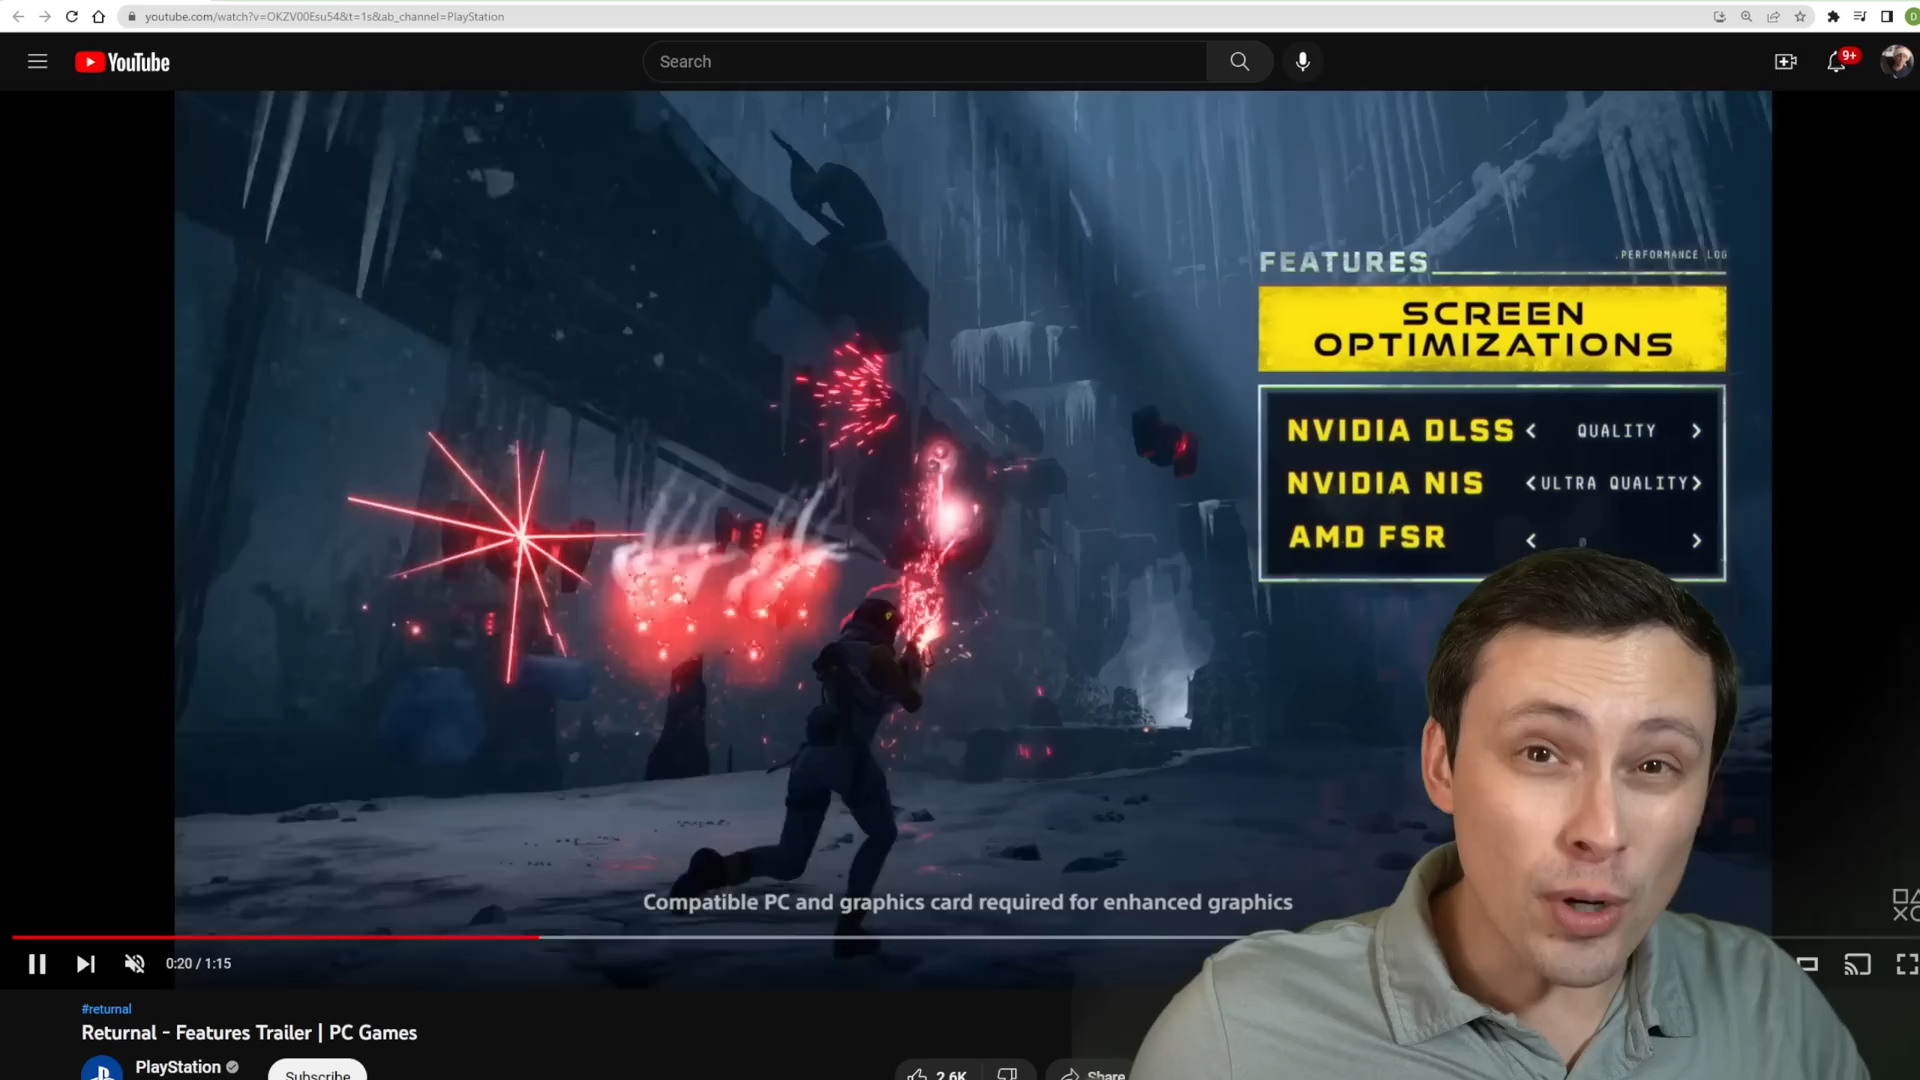 youtube.com/watch?v=OKZV00Esu54&t=1s&ab_channel=PlayStation
D
YouTube
Search
9+
FEATURES
.PERFORMANCE LOG
SCREEN
OPTIMIZATIONS
NVIDIA DLSS < QUALITY >
NVIDIA NIS <ULTRA QUALITY>
AMD FSR < >
Compatible PC and graphics card required for enhanced graphics
0:20 / 1:15
#returnal
Returnal - Features Trailer | PC Games
PlayStation
Subscribe
2.6K
Share